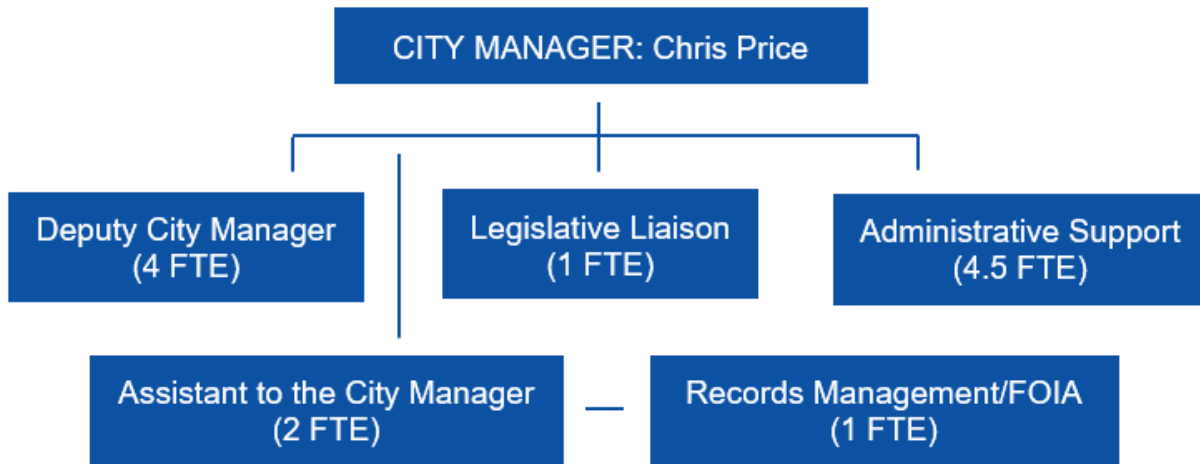 CITY MANAGER: Chris Price
Deputy City Manager
(4 FTE)
Legislative Liaison
(1 FTE)
Administrative Support
(4.5 FTE)
Assistant to the City Manager
(2 FTE)
Records Management/FOIA
(1 FTE)